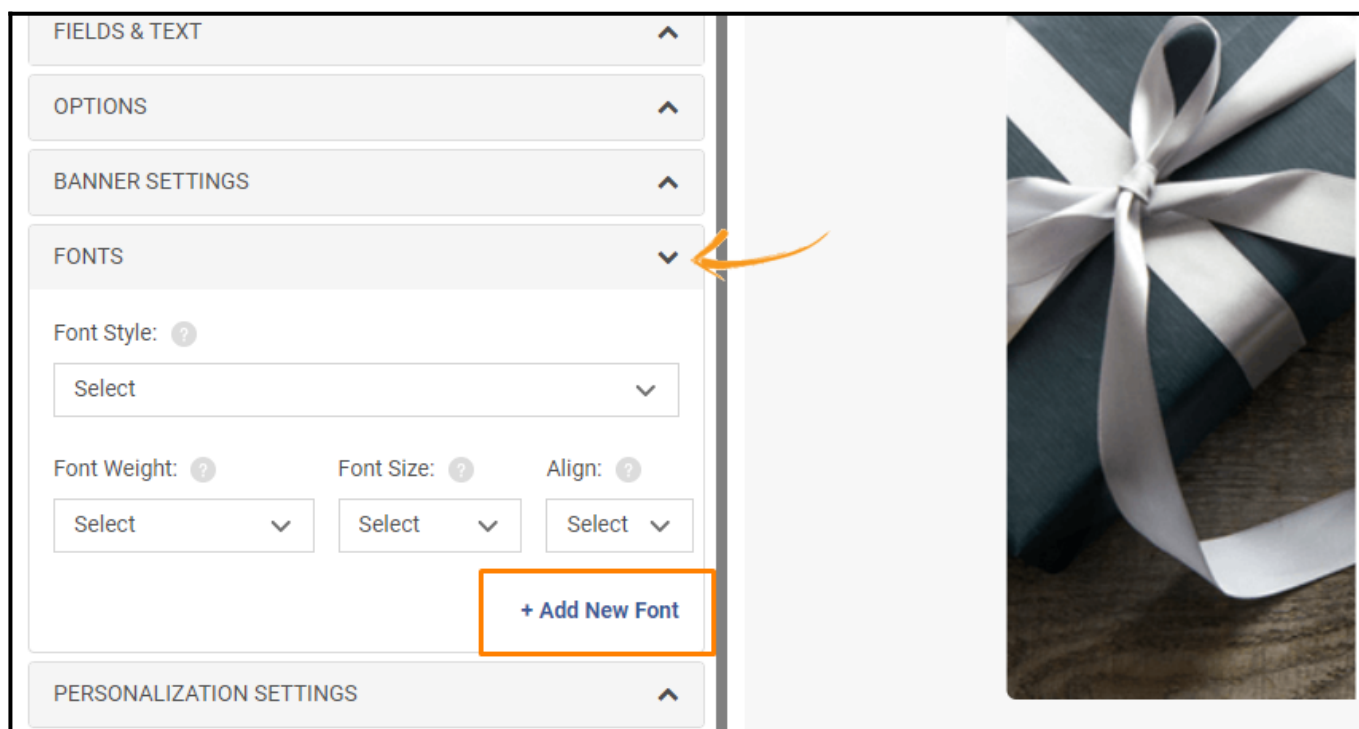 FIELDS & TEXT
OPTIONS
BANNER SETTINGS
FONTS
Font Style: ?
Select
Font Weight: ? Font Size: ? Align: ?
Select Select Select
+ Add New Font
PERSONALIZATION SETTINGS